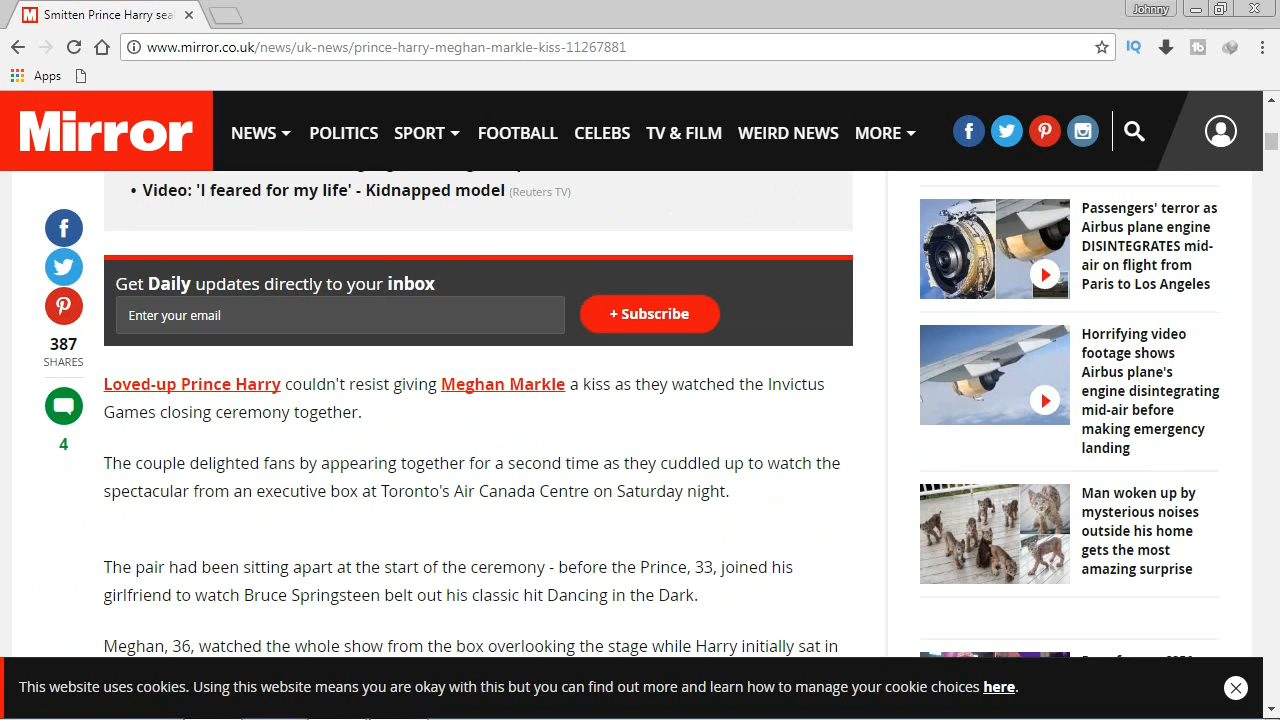 Smitten Prince Harry sea
Johnny
www.mirror.co.uk/news/uk-news/prince-harry-meghan-markle-kiss-11267881
IQ
Apps
Mirror
NEWS
POLITICS
SPORT
FOOTBALL
CELEBS
TV & FILM
WEIRD NEWS
MORE
• Video: 'I feared for my life' - Kidnapped model (Reuters TV)
Get Daily updates directly to your inbox
Enter your email
+ Subscribe
387
SHARES
4
Loved-up Prince Harry couldn't resist giving Meghan Markle a kiss as they watched the Invictus
Games closing ceremony together.
The couple delighted fans by appearing together for a second time as they cuddled up to watch the
spectacular from an executive box at Toronto's Air Canada Centre on Saturday night.
The pair had been sitting apart at the start of the ceremony - before the Prince, 33, joined his
girlfriend to watch Bruce Springsteen belt out his classic hit Dancing in the Dark.
Meghan, 36, watched the whole show from the box overlooking the stage while Harry initially sat in
Passengers' terror as
Airbus plane engine
DISINTEGRATES mid-
air on flight from
Paris to Los Angeles
Horrifying video
footage shows
Airbus plane's
engine disintegrating
mid-air before
making emergency
landing
Man woken up by
mysterious noises
outside his home
gets the most
amazing surprise
This website uses cookies. Using this website means you are okay with this but you can find out more and learn how to manage your cookie choices here.